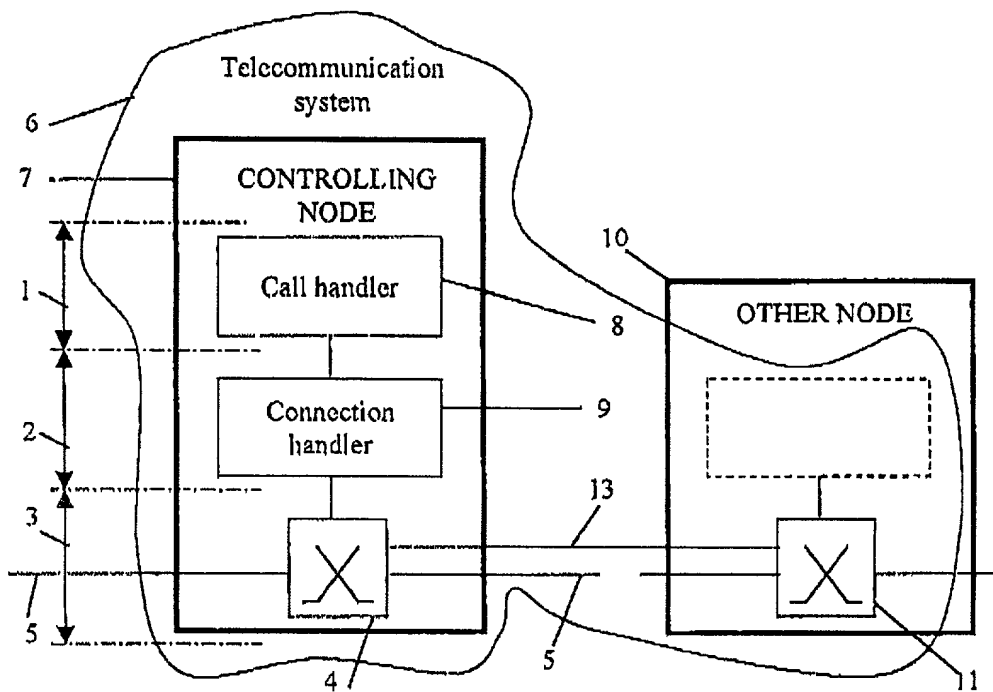 Telecommunication
system
6
7
CONTROLLING
NODE
10
1
Call handler
8
OTHER NODE
2
Connection
handler
9
3
13
5
4
5
11